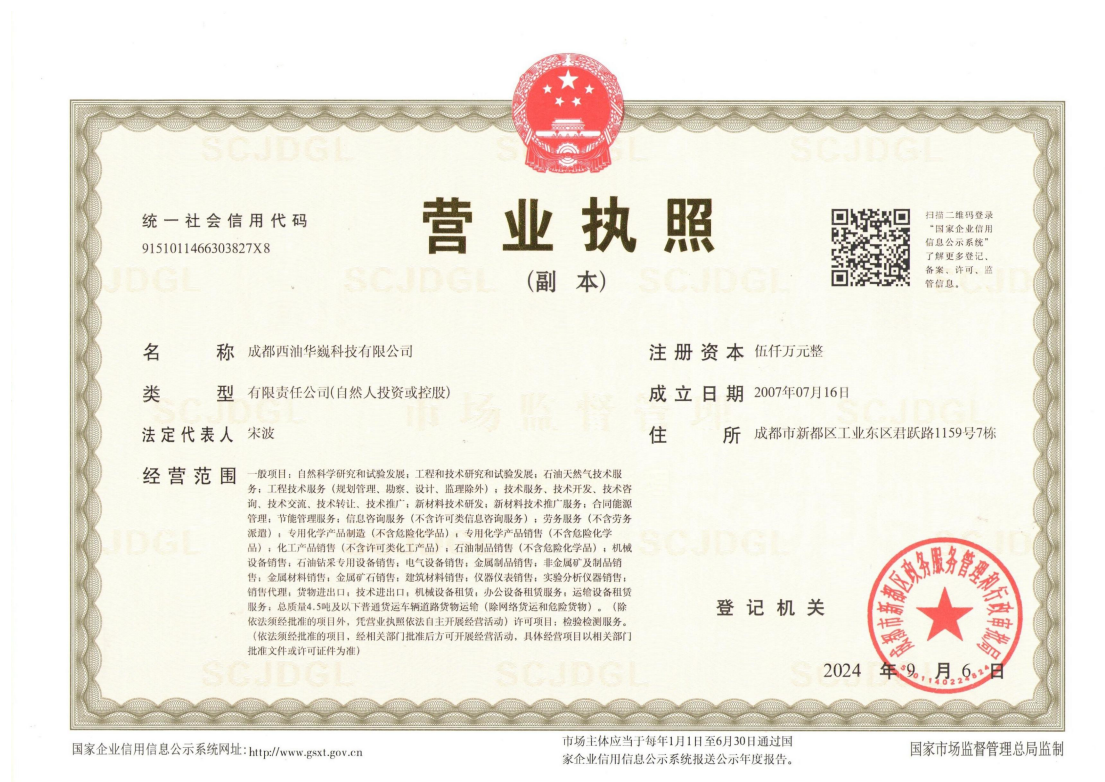 营业执照
(副 本)
统一社会信用代码
9151011466303827X8
扫描二维码登录
“国家企业信用
信息公示系统”
了解更多登记、
备案、许可、监
管信息。
名 称 成都西油华巍科技有限公司
类 型 有限责任公司(自然人投资或控股)
法定代表人 宋波
经营范围 一般项目：自然科学研究和试验发展；工程和技术研究和试验发展；石油天然气技术服
务；工程技术服务（规划管理、勘察、设计、监理除外）；技术服务、技术开发、技术咨
询、技术交流、技术转让、技术推广；新材料技术研发；新材料技术推广服务；合同能源
管理；节能管理服务；信息咨询服务（不含许可类信息咨询服务）；劳务服务（不含劳务
派遣）；专用化学产品制造（不含危险化学品）；专用化学产品销售（不含危险化学
品）；化工产品销售（不含许可类化工产品）；石油制品销售（不含危险化学品）；机械
设备销售；石油钻采专用设备销售；电气设备销售；金属制品销售；非金属矿及制品销
售；金属材料销售；金属矿石销售；建筑材料销售；仪器仪表销售；实验分析仪器销售；
销售代理；货物进出口；技术进出口；机械设备租赁；办公设备租赁服务；运输设备租赁
服务；总质量4.5吨及以下普通货运车辆道路货物运输（除网络货运和危险货物）。（除
依法须经批准的项目外，凭营业执照依法自主开展经营活动）许可项目：检验检测服务。
（依法须经批准的项目，经相关部门批准后方可开展经营活动，具体经营项目以相关部门
批准文件或许可证件为准）
注册资本 伍仟万元整
成立日期 2007年07月16日
住 所 成都市新都区工业东区君跃路1159号7栋
登记机关
成都市新都区政务服务管理和行政审批局
2024 年 9 月 6 日
国家企业信用信息公示系统网址：http://www.gsxt.gov.cn
市场主体应当于每年1月1日至6月30日通过国
家企业信用信息公示系统报送公示年度报告。
国家市场监督管理总局监制
SCJDGL
市场监督管理